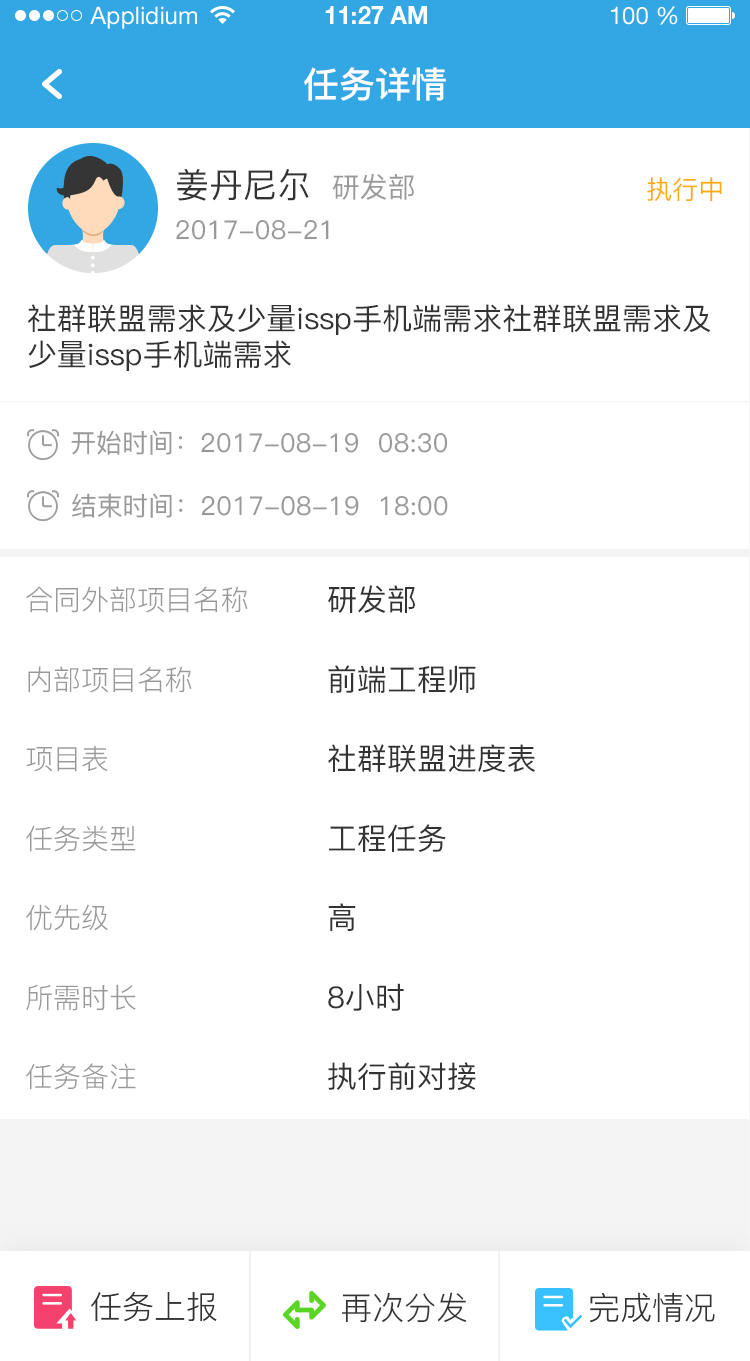 Applidium 11:27 AM 100 %
任务详情
姜丹尼尔 研发部 执行中
2017-08-21
社群联盟需求及少量issp手机端需求社群联盟需求及
少量issp手机端需求
开始时间：2017-08-19 08:30
结束时间：2017-08-19 18:00
合同外部项目名称 研发部
内部项目名称 前端工程师
项目表 社群联盟进度表
任务类型 工程任务
优先级 高
所需时长 8小时
任务备注 执行前对接
任务上报 再次分发 完成情况